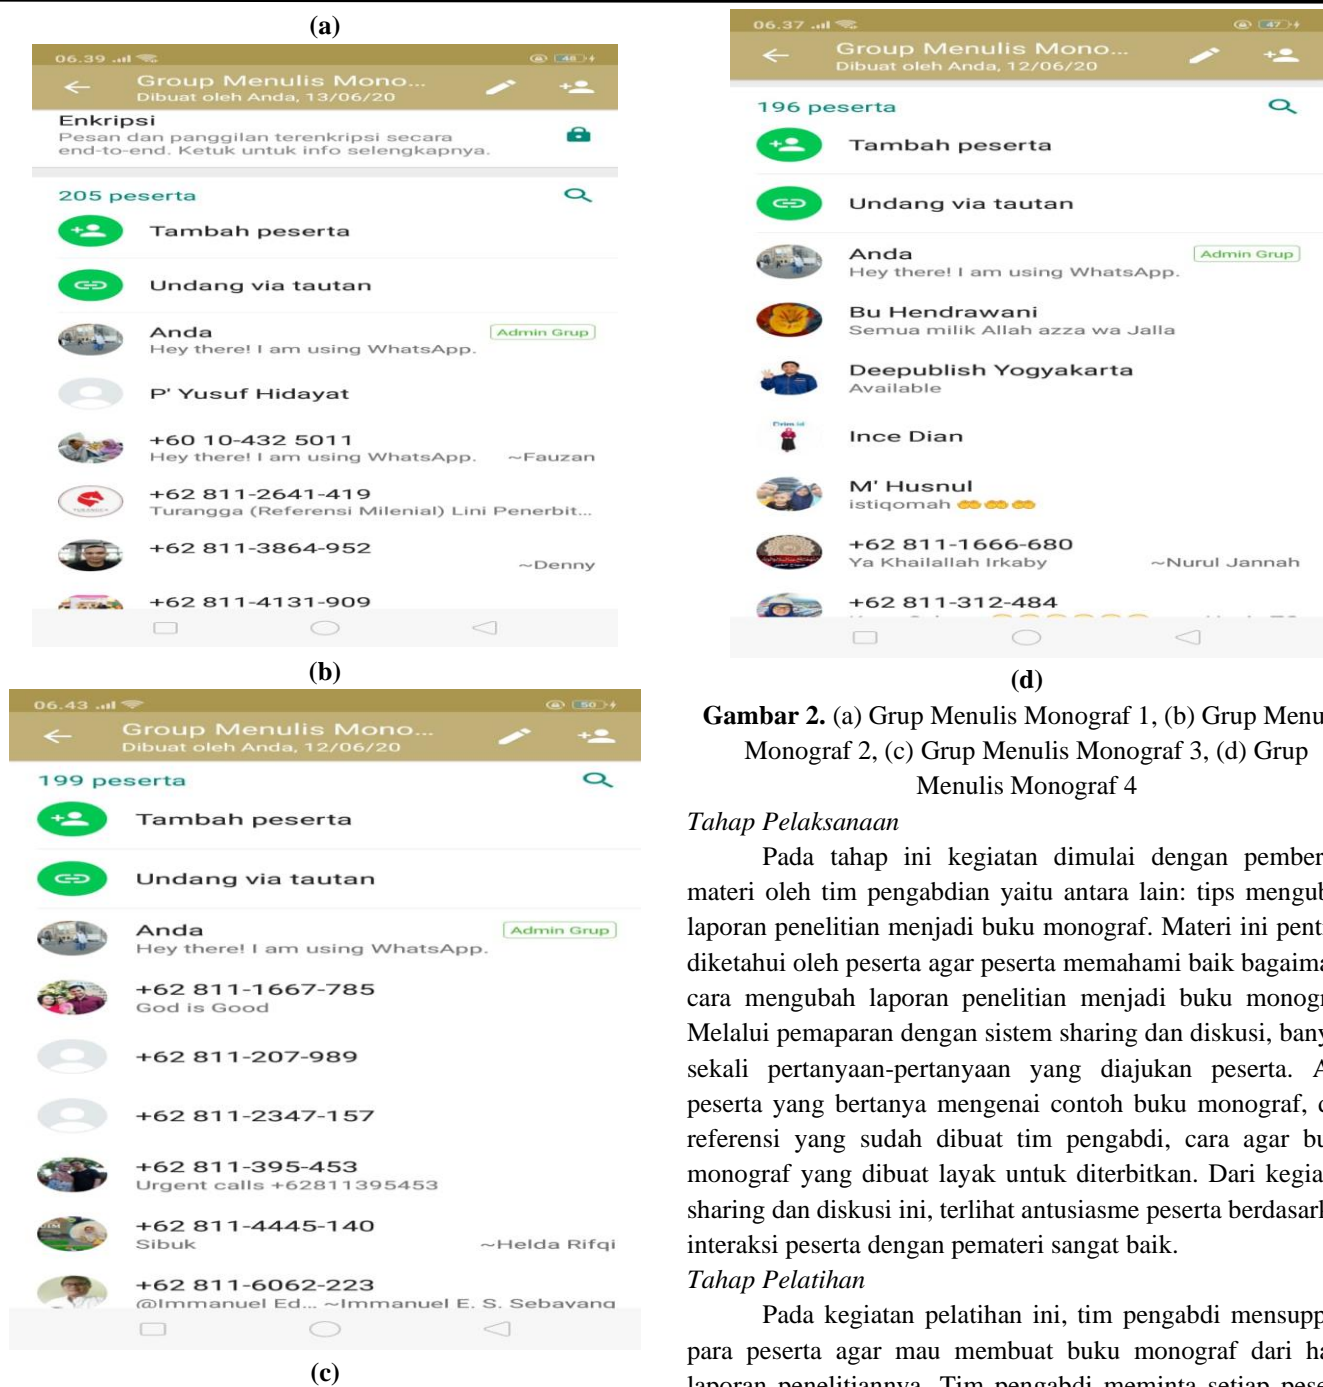 (a)
06.39
48
Group Menulis Mono...
Dibuat oleh Anda, 13/06/20
Enkripsi
Pesan dan panggilan terenkripsi secara
end-to-end. Ketuk untuk info selengkapnya.
205 peserta
Tambah peserta
Undang via tautan
Anda
Admin Grup
Hey there! I am using WhatsApp.
P' Yusuf Hidayat
+60 10-432 5011
Hey there! I am using WhatsApp. ~Fauzan
+62 811-2641-419
Turangga (Referensi Milenial) Lini Penerbit...
+62 811-3864-952
~Denny
+62 811-4131-909
(b)
06.43
50
Group Menulis Mono...
Dibuat oleh Anda, 12/06/20
199 peserta
Tambah peserta
Undang via tautan
Anda
Admin Grup
Hey there! I am using WhatsApp.
+62 811-1667-785
God is Good
+62 811-207-989
+62 811-2347-157
+62 811-395-453
Urgent calls +62811395453
+62 811-4445-140
Sibuk ~Helda Rifqi
+62 811-6062-223
@Immanuel Ed... ~Immanuel E. S. Sebayang
(c)
06.37
47
Group Menulis Mono...
Dibuat oleh Anda, 12/06/20
196 peserta
Tambah peserta
Undang via tautan
Anda
Admin Grup
Hey there! I am using WhatsApp.
Bu Hendrawani
Semua milik Allah azza wa Jalla
Deepublish Yogyakarta
Available
Ince Dian
M' Husnul
istiqomah 🤲🤲🤲
+62 811-1666-680
Ya Khailallah Irkaby ~Nurul Jannah
+62 811-312-484
(d)
Gambar 2. (a) Grup Menulis Monograf 1, (b) Grup Menu
Monograf 2, (c) Grup Menulis Monograf 3, (d) Grup
Menulis Monograf 4
Tahap Pelaksanaan
Pada tahap ini kegiatan dimulai dengan pember
materi oleh tim pengabdian yaitu antara lain: tips mengub
laporan penelitian menjadi buku monograf. Materi ini pent
diketahui oleh peserta agar peserta memahami baik bagaima
cara mengubah laporan penelitian menjadi buku monogr
Melalui pemaparan dengan sistem sharing dan diskusi, bany
sekali pertanyaan-pertanyaan yang diajukan peserta. A
peserta yang bertanya mengenai contoh buku monograf, d
referensi yang sudah dibuat tim pengabdi, cara agar bu
monograf yang dibuat layak untuk diterbitkan. Dari kegia
sharing dan diskusi ini, terlihat antusiasme peserta berdasark
interaksi peserta dengan pemateri sangat baik.
Tahap Pelatihan
Pada kegiatan pelatihan ini, tim pengabdi mensupp
para peserta agar mau membuat buku monograf dari ha
laporan penelitiannya. Tim pengabdi meminta setiap pese